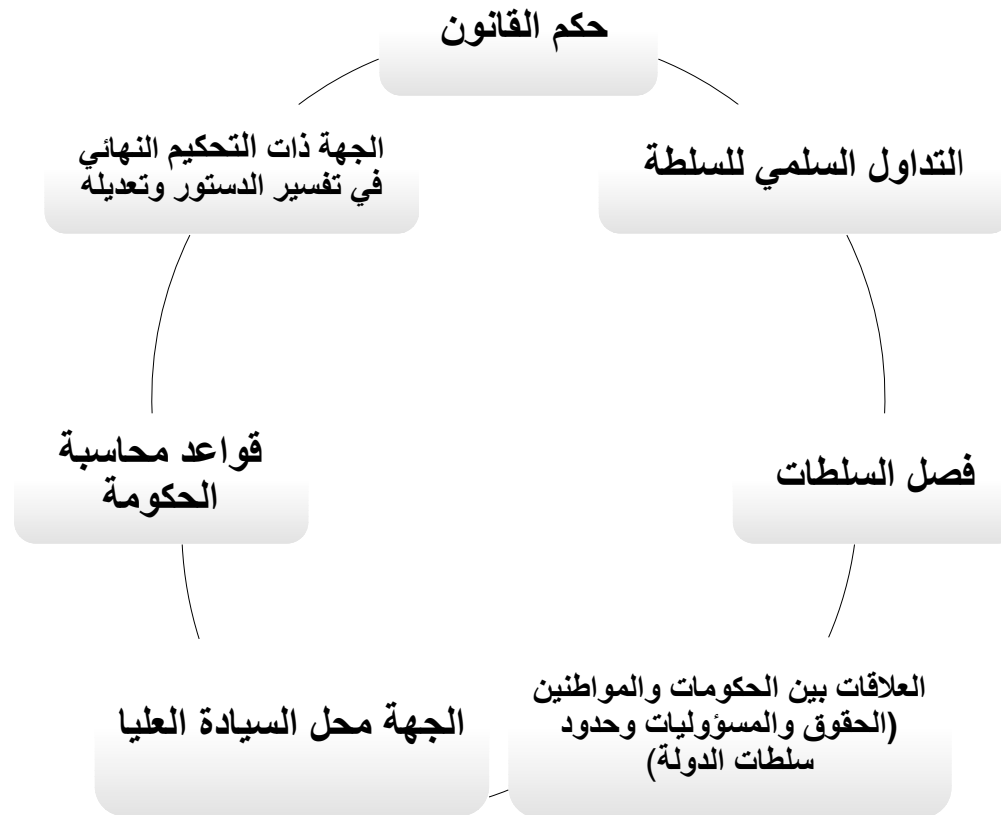 حكم القانون
التداول السلمي للسلطة
فصل السلطات
العلاقات بين الحكومات والمواطنين
(الحقوق والمسؤوليات وحدود
سلطات الدولة)
الجهة محل السيادة العليا
قواعد محاسبة
الحكومة
الجهة ذات التحكيم النهائي
في تفسير الدستور وتعديله